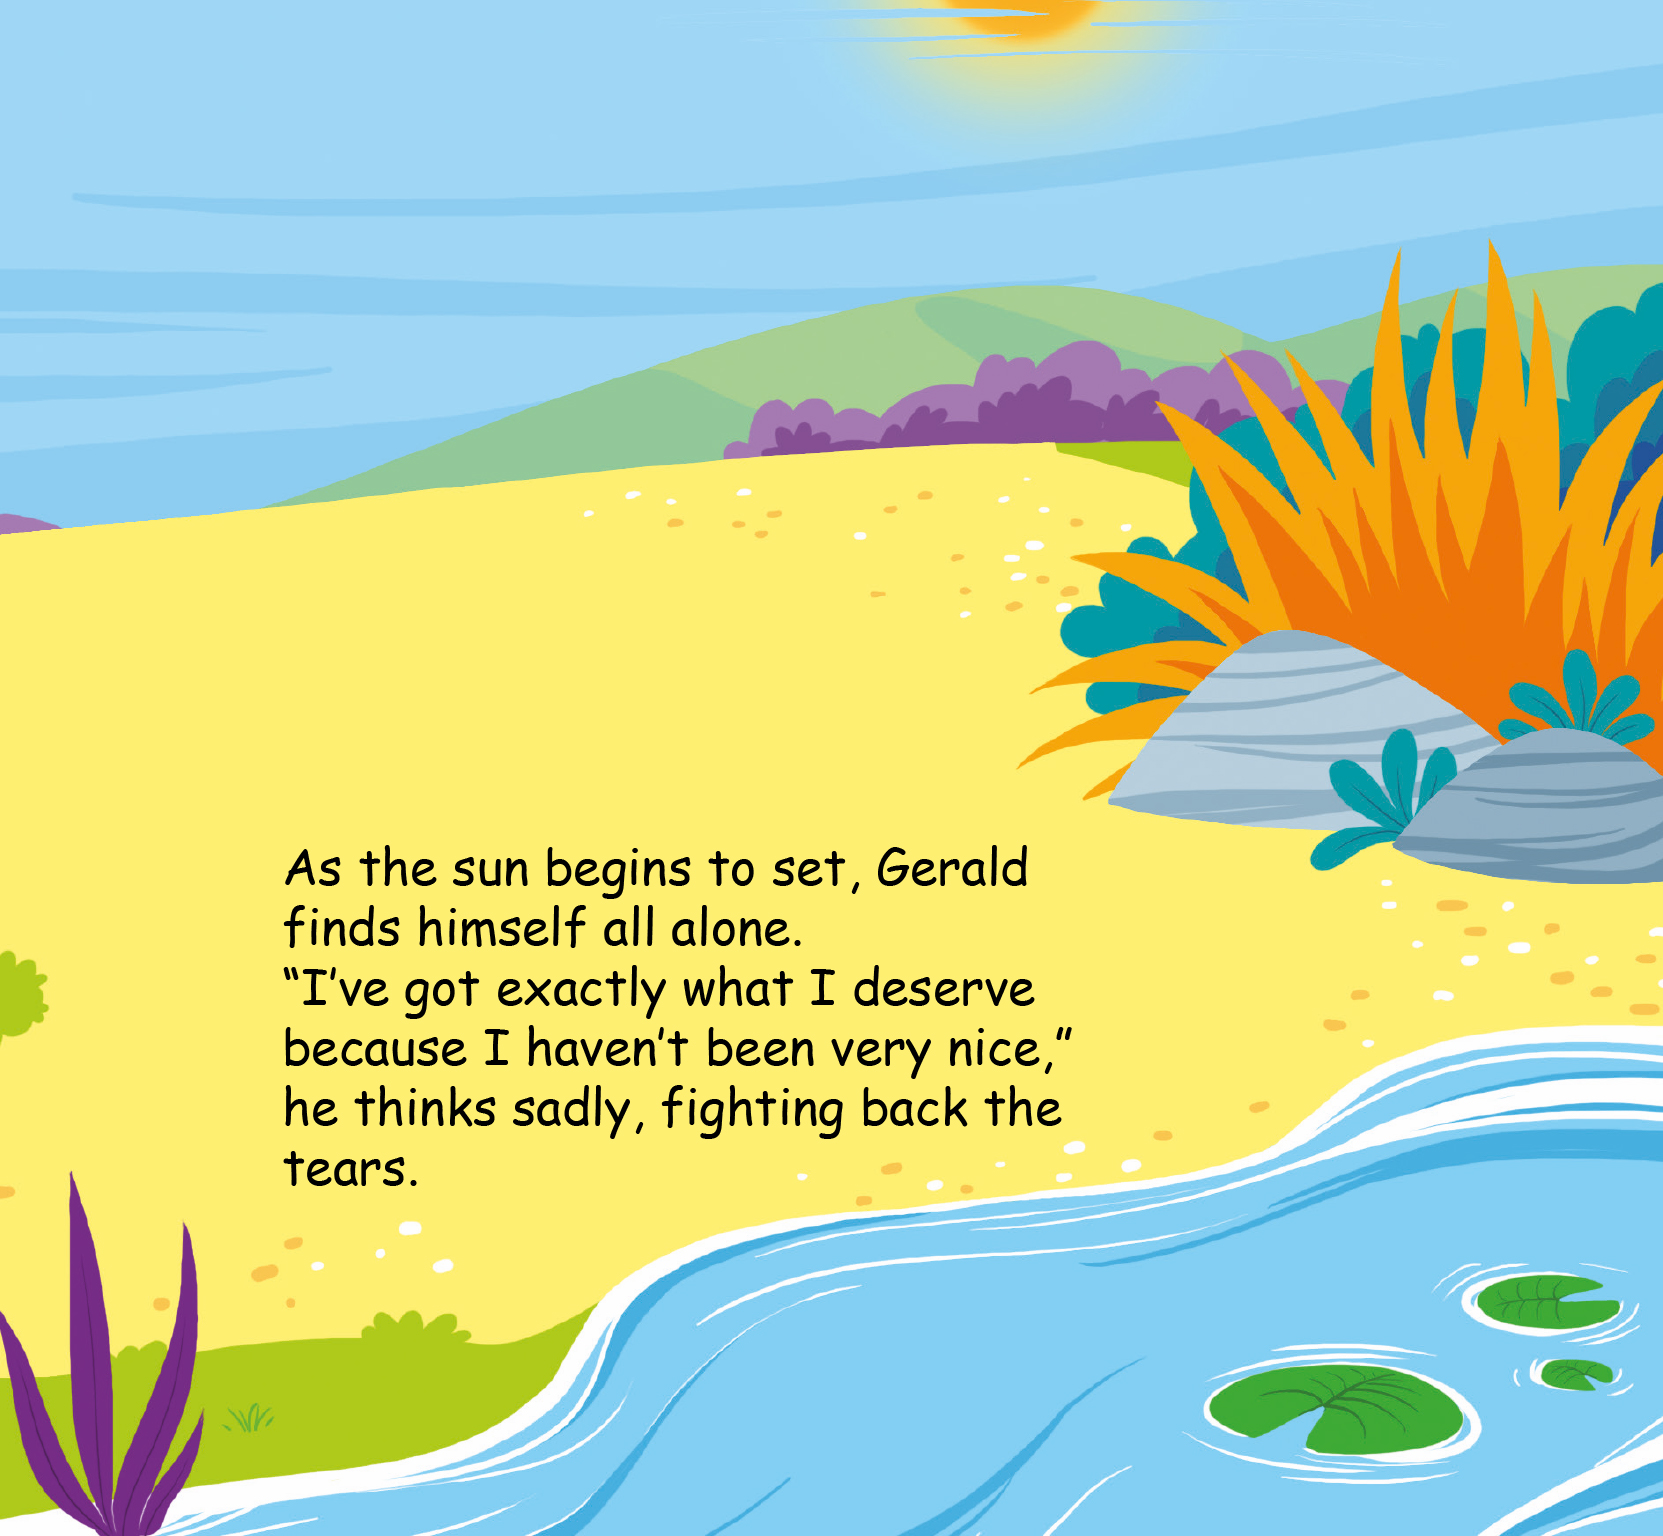 As the sun begins to set, Gerald
finds himself all alone.
“I’ve got exactly what I deserve
because I haven’t been very nice,”
he thinks sadly, fighting back the
tears.